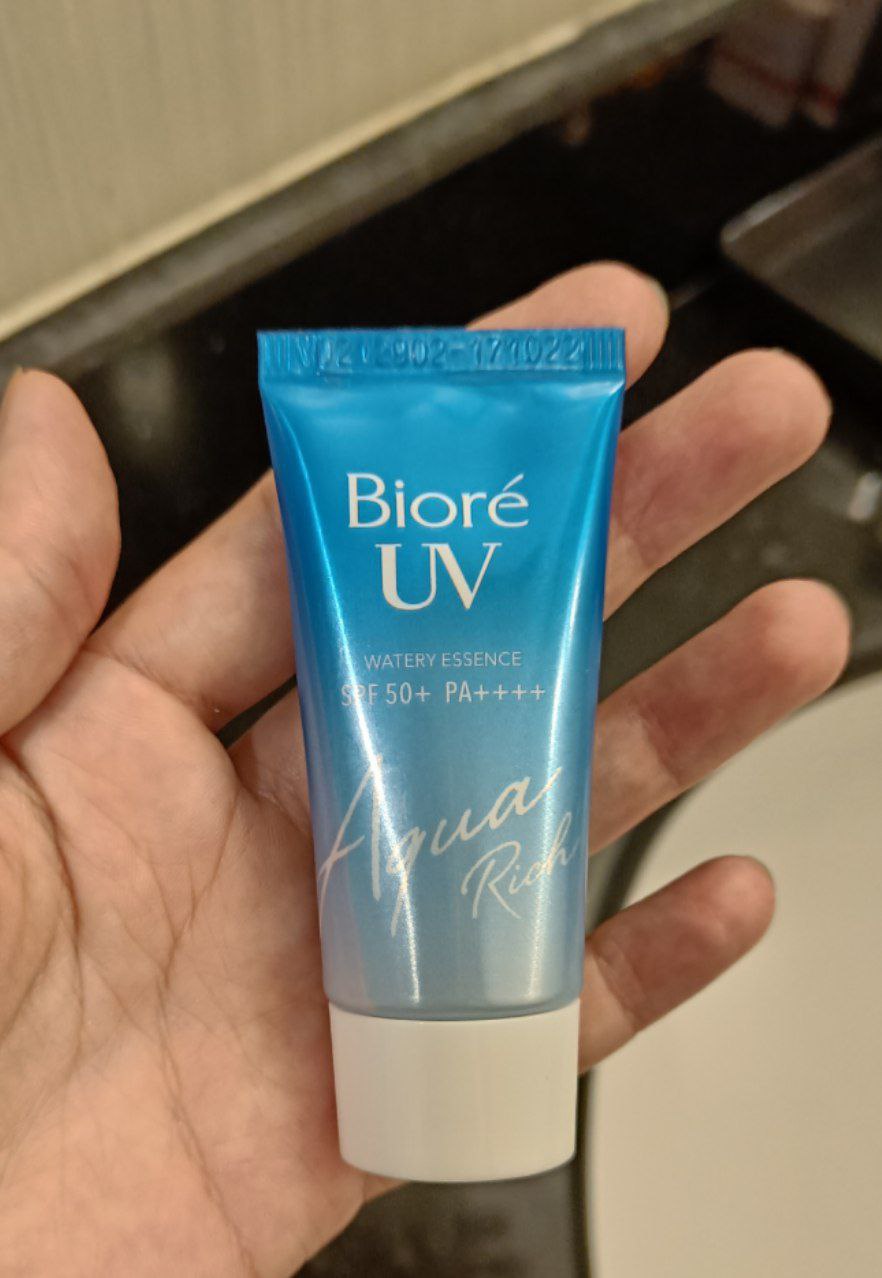 Bioré
UV
WATERY ESSENCE
SPF 50+ PA++++
Aqua
Rich